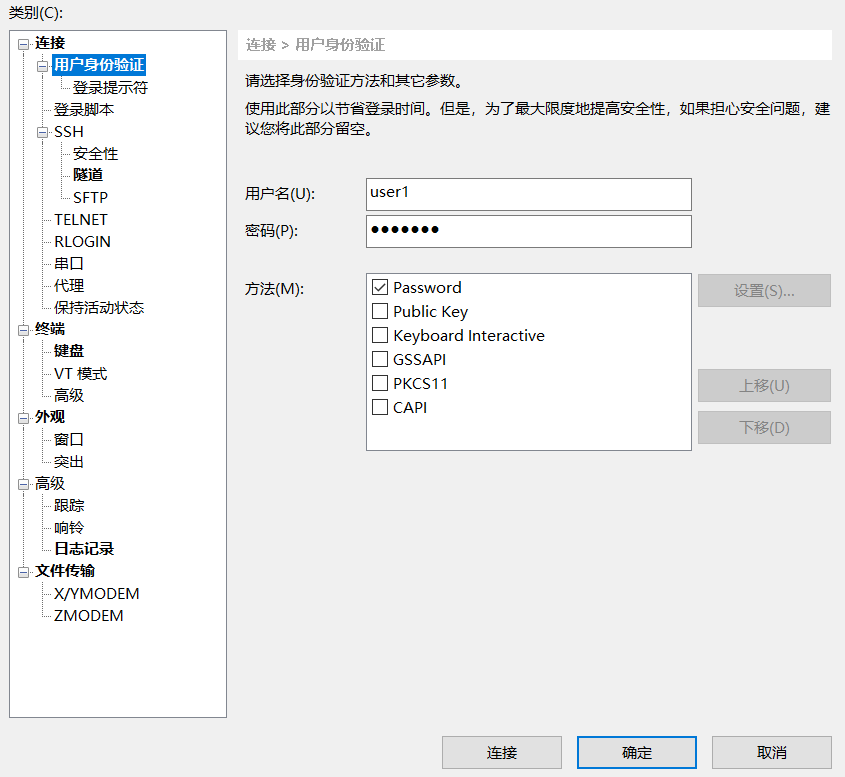 类别(C):
连接
用户身份验证
登录提示符
登录脚本
SSH
安全性
隧道
SFTP
TELNET
RLOGIN
串口
代理
保持活动状态
终端
键盘
VT 模式
高级
外观
窗口
突出
高级
跟踪
响铃
日志记录
文件传输
X/YMODEM
ZMODEM
连接 > 用户身份验证
请选择身份验证方法和其它参数。
使用此部分以节省登录时间。但是，为了最大限度地提高安全性，如果担心安全问题，建
议您将此部分留空。
用户名(U):
user1
密码(P):
●●●●●●●
方法(M):
Password
Public Key
Keyboard Interactive
GSSAPI
PKCS11
CAPI
设置(S)...
上移(U)
下移(D)
连接
确定
取消